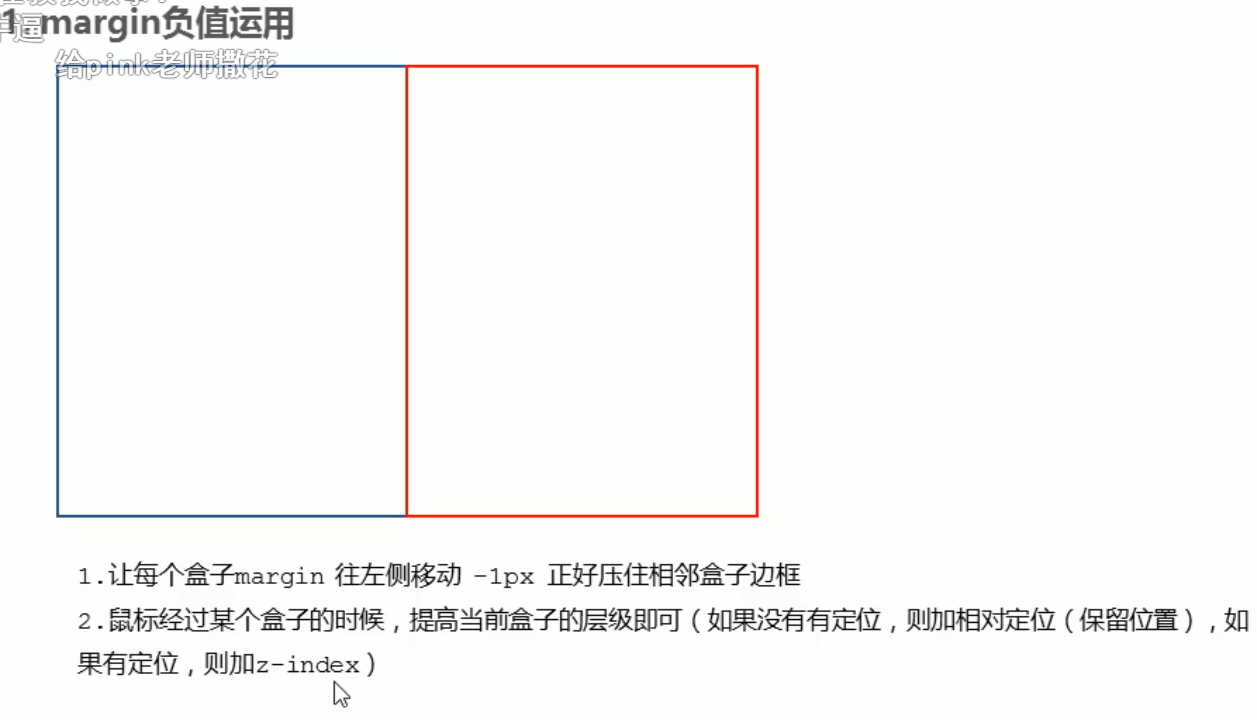 1. margin负值运用
给pink老师撒花
1.让每个盒子margin 往左侧移动 -1px 正好压住相邻盒子边框
2.鼠标经过某个盒子的时候，提高当前盒子的层级即可（如果没有有定位，则加相对定位（保留位置），如
果有定位，则加z-index）